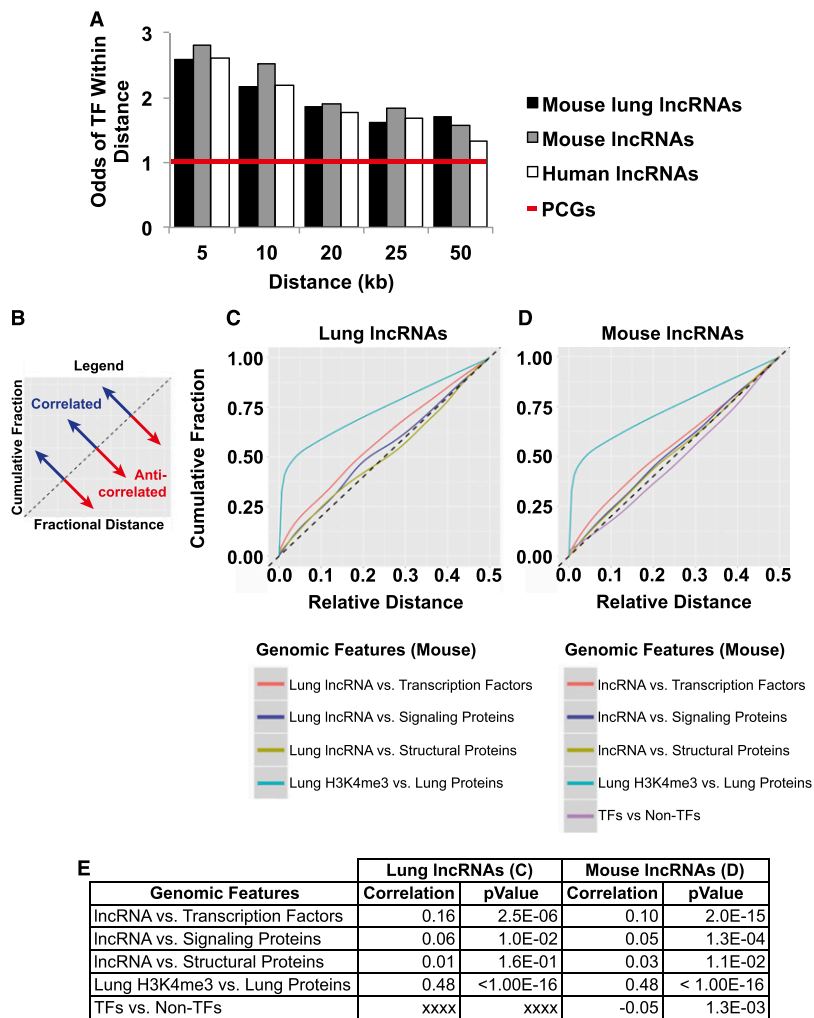 A
Odds of TF Within
Distance
3
2
1
0
5 10 20 25 50
Distance (kb)
Mouse lung lncRNAs
Mouse lncRNAs
Human lncRNAs
PCGs
B
Legend
Cumulative Fraction
Correlated
Anti-
correlated
Fractional Distance
C
Lung lncRNAs
Cumulative Fraction
1.00
0.75
0.50
0.25
0.00
0.0 0.1 0.2 0.3 0.4 0.5
Relative Distance
Genomic Features (Mouse)
Lung lncRNA vs. Transcription Factors
Lung lncRNA vs. Signaling Proteins
Lung lncRNA vs. Structural Proteins
Lung H3K4me3 vs. Lung Proteins
D
Mouse lncRNAs
1.00
0.75
0.50
0.25
0.00
0.0 0.1 0.2 0.3 0.4 0.5
Relative Distance
Genomic Features (Mouse)
lncRNA vs. Transcription Factors
lncRNA vs. Signaling Proteins
lncRNA vs. Structural Proteins
Lung H3K4me3 vs. Lung Proteins
TFs vs Non-TFs
E
Lung lncRNAs (C) Mouse lncRNAs (D)
Genomic Features Correlation pValue Correlation pValue
lncRNA vs. Transcription Factors 0.16 2.5E-06 0.10 2.0E-15
lncRNA vs. Signaling Proteins 0.06 1.0E-02 0.05 1.3E-04
lncRNA vs. Structural Proteins 0.01 1.6E-01 0.03 1.1E-02
Lung H3K4me3 vs. Lung Proteins 0.48 <1.00E-16 0.48 < 1.00E-16
TFs vs. Non-TFs xxxx xxxx -0.05 1.3E-03